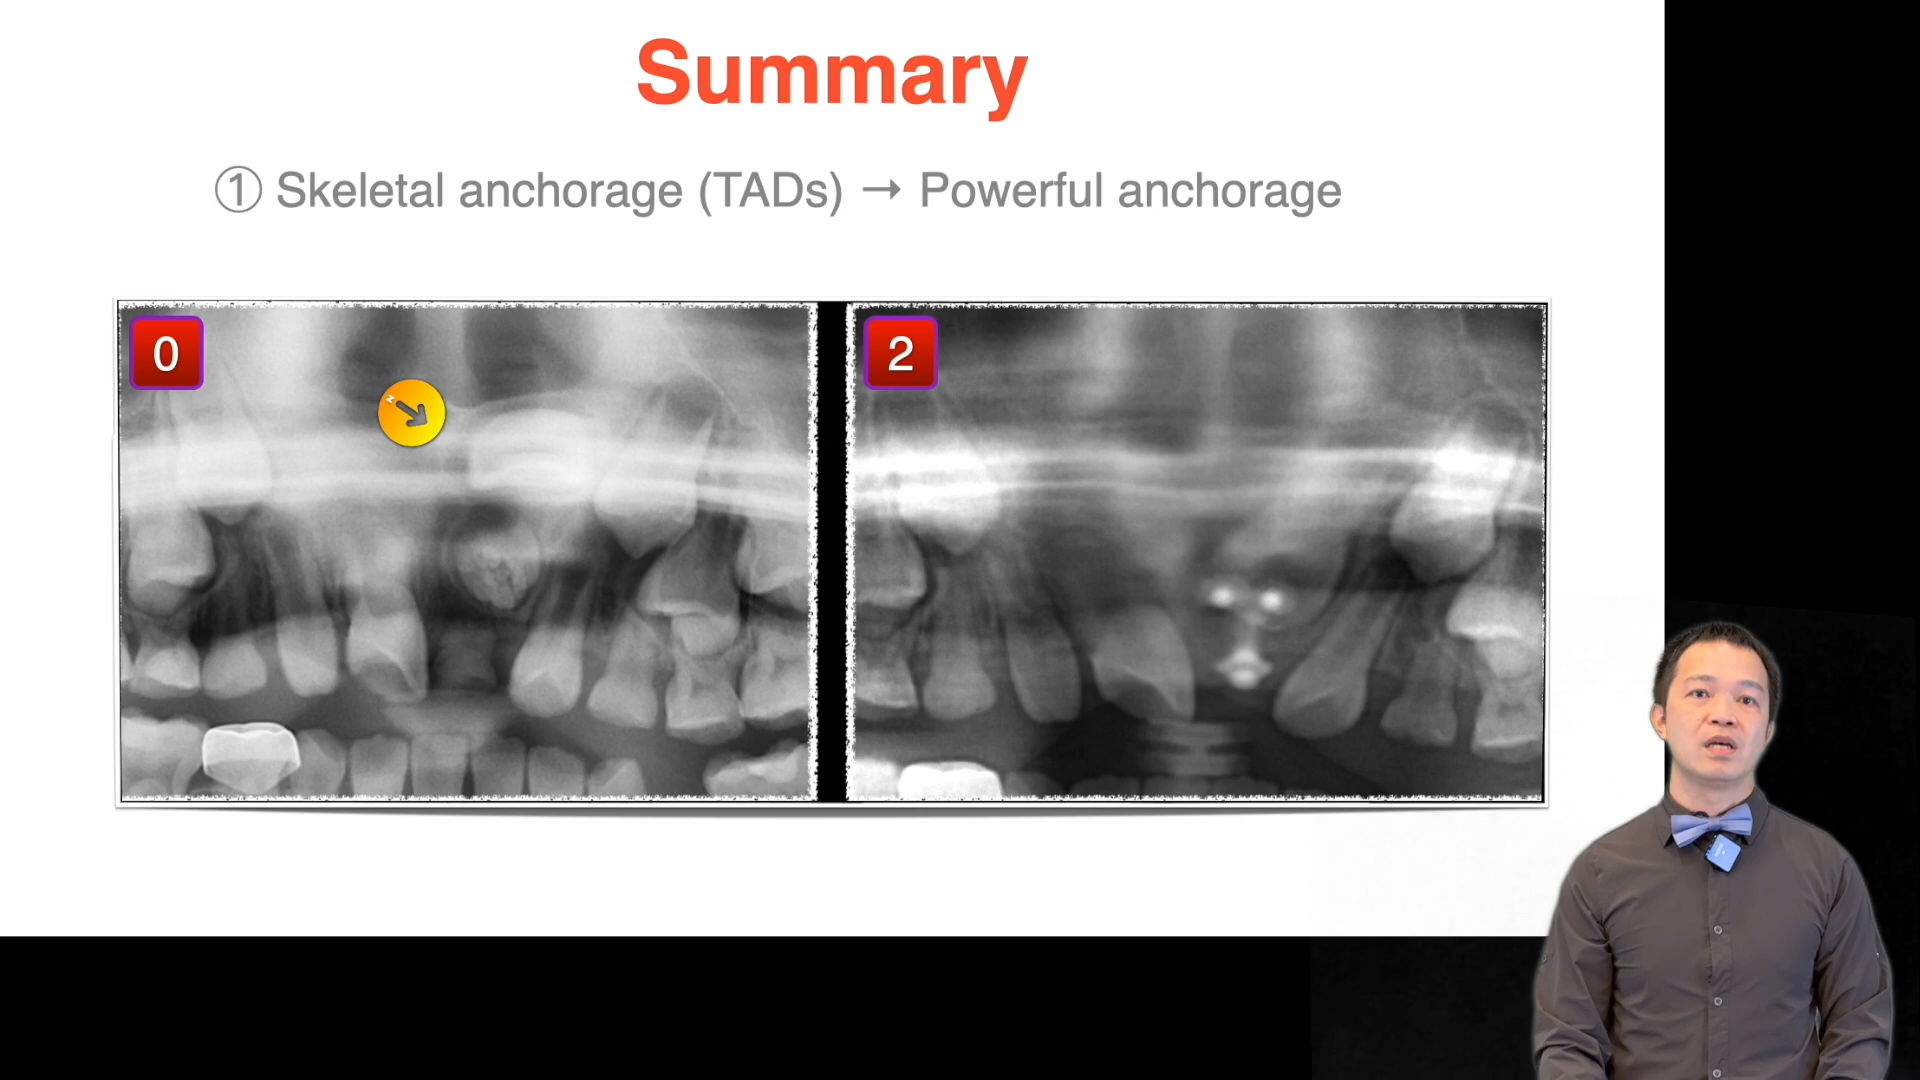 Summary
① Skeletal anchorage (TADs) → Powerful anchorage
0
2
N